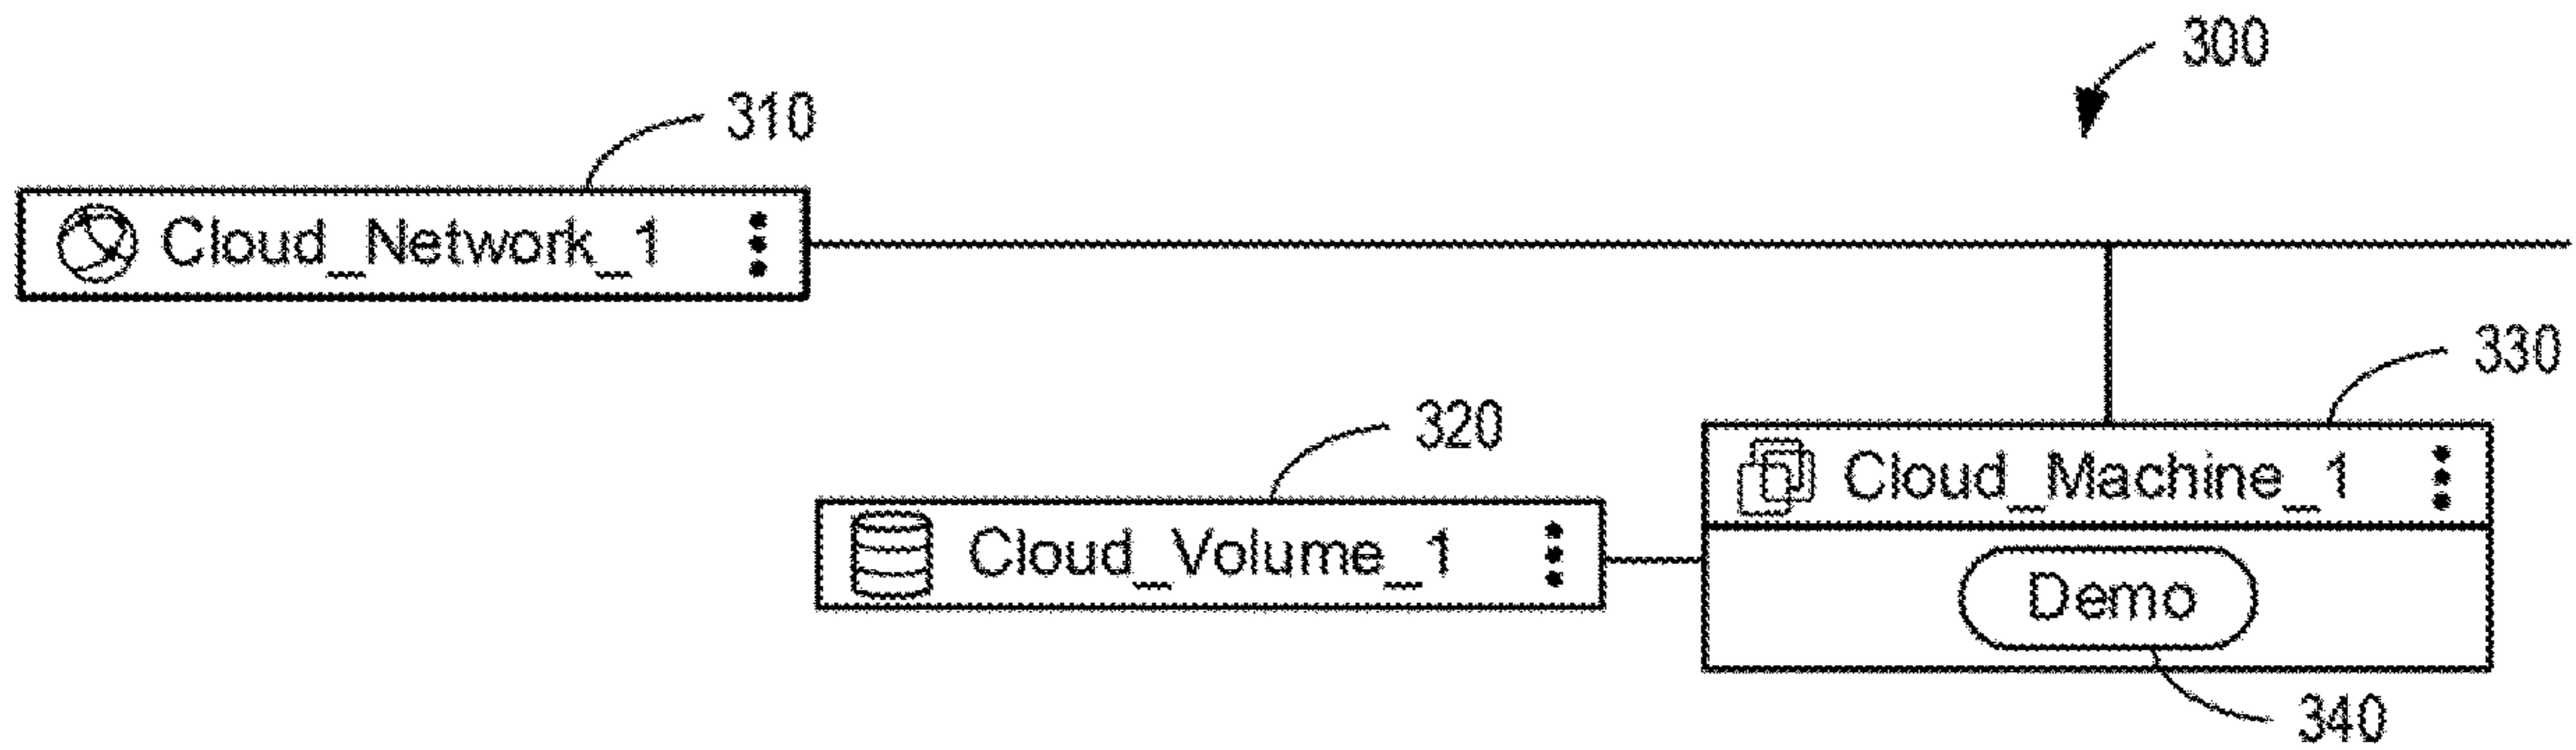 300
310
Cloud_Network_1
330
320
Cloud_Machine_1
Cloud_Volume_1
Demo
340